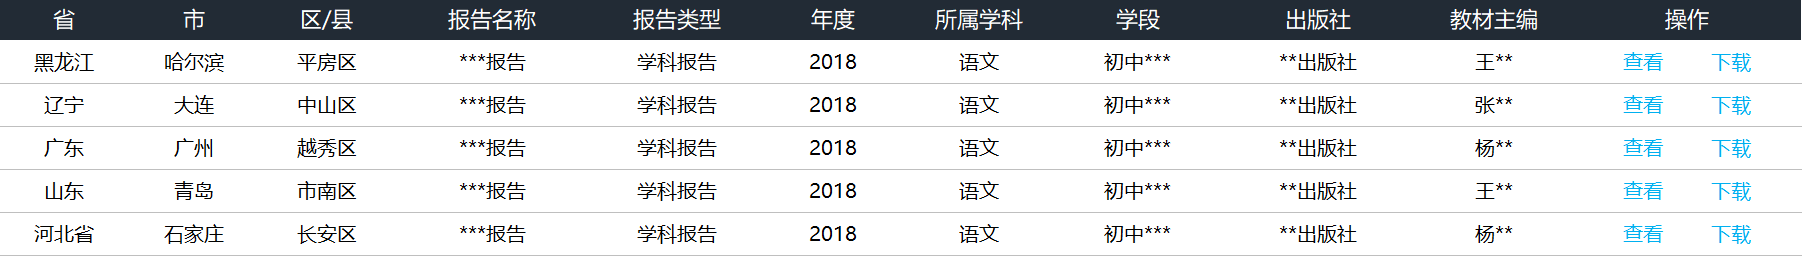 省 市 区/县 报告名称 报告类型 年度 所属学科 学段 出版社 教材主编 操作
黑龙江 哈尔滨 平房区 ***报告 学科报告 2018 语文 初中*** **出版社 王** 查看 下载
辽宁 大连 中山区 ***报告 学科报告 2018 语文 初中*** **出版社 张** 查看 下载
广东 广州 越秀区 ***报告 学科报告 2018 语文 初中*** **出版社 杨** 查看 下载
山东 青岛 市南区 ***报告 学科报告 2018 语文 初中*** **出版社 王** 查看 下载
河北省 石家庄 长安区 ***报告 学科报告 2018 语文 初中*** **出版社 杨** 查看 下载